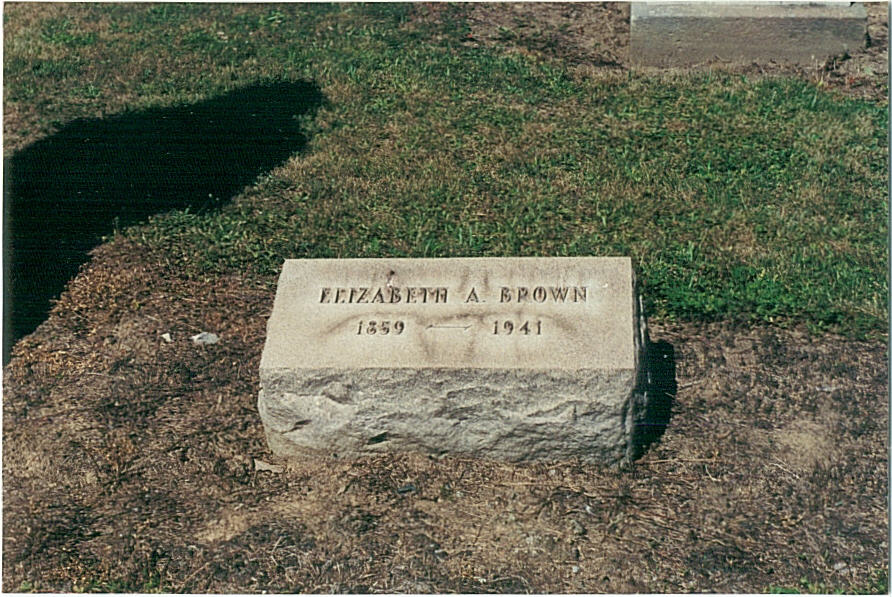 ELIZABETH A. BROWN
1859 — 1941